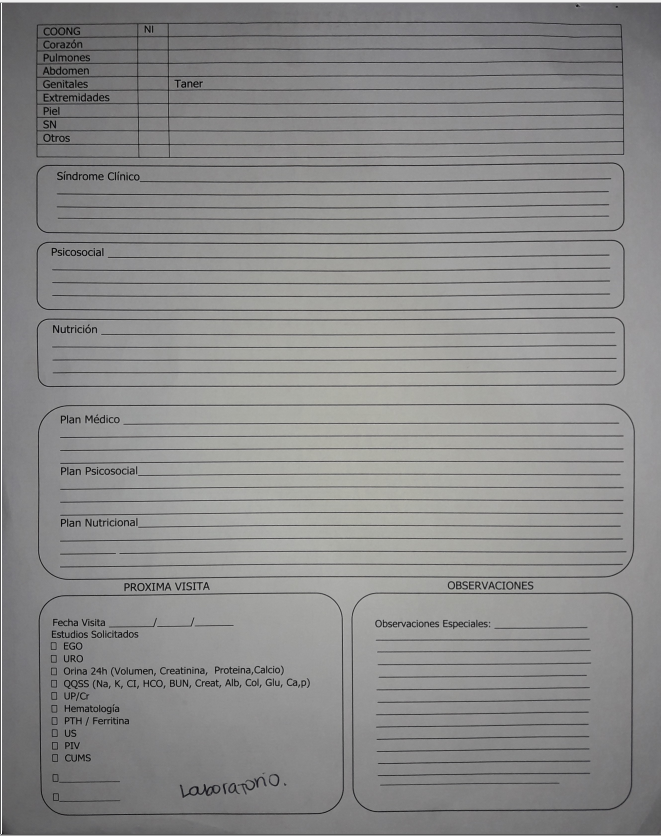 COONG NI
Corazón
Pulmones
Abdomen
Genitales Taner
Extremidades
Piel
SN
Otros
Síndrome Clínico
Psicosocial
Nutrición
Plan Médico
Plan Psicosocial
Plan Nutricional
PROXIMA VISITA
Fecha Visita ________/______/_______
Estudios Solicitados
EGO
URO
Orina 24h (Volumen, Creatinina, Proteina,Calcio)
QQSS (Na, K, CI, HCO, BUN, Creat, Alb, Col, Glu, Ca,p)
UP/Cr
Hematología
PTH / Ferritina
US
PIV
CUMS
Laboratorio.
OBSERVACIONES
Observaciones Especiales: